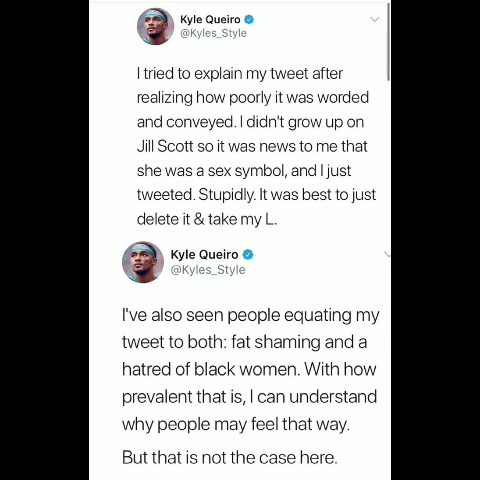 Kyle Queiro
@Kyles_Style
I tried to explain my tweet after
realizing how poorly it was worded
and conveyed. I didn't grow up on
Jill Scott so it was news to me that
she was a sex symbol, and I just
tweeted. Stupidly. It was best to just
delete it & take my L.
Kyle Queiro
@Kyles_Style
I've also seen people equating my
tweet to both: fat shaming and a
hatred of black women. With how
prevalent that is, I can understand
why people may feel that way.
But that is not the case here.